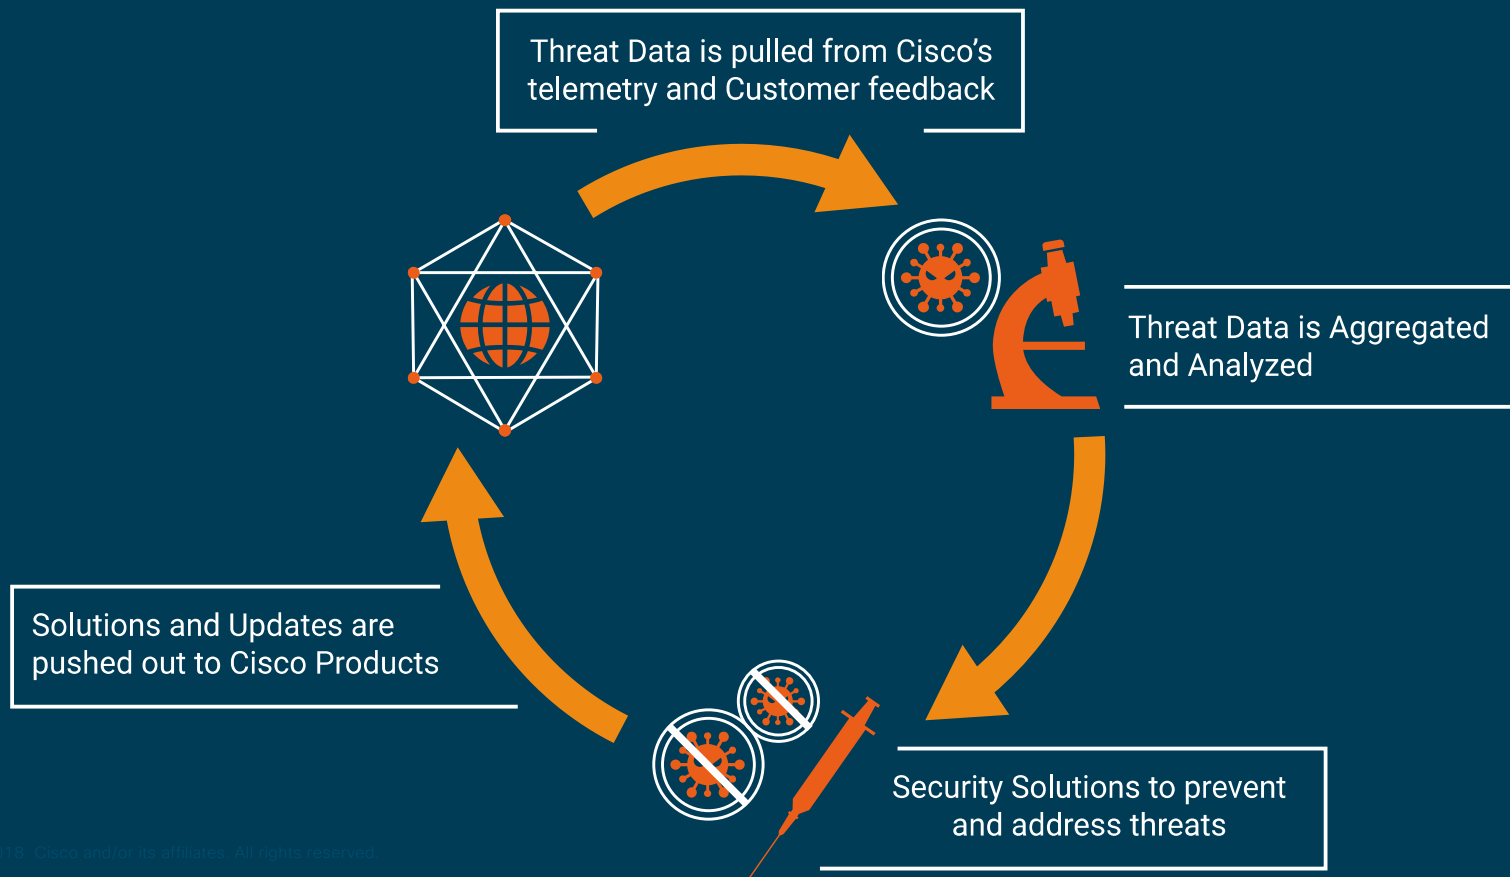 Threat Data is pulled from Cisco’s
telemetry and Customer feedback
Threat Data is Aggregated
and Analyzed
Solutions and Updates are
pushed out to Cisco Products
Security Solutions to prevent
and address threats
Cisco and/or its affiliates. All rights reserved.